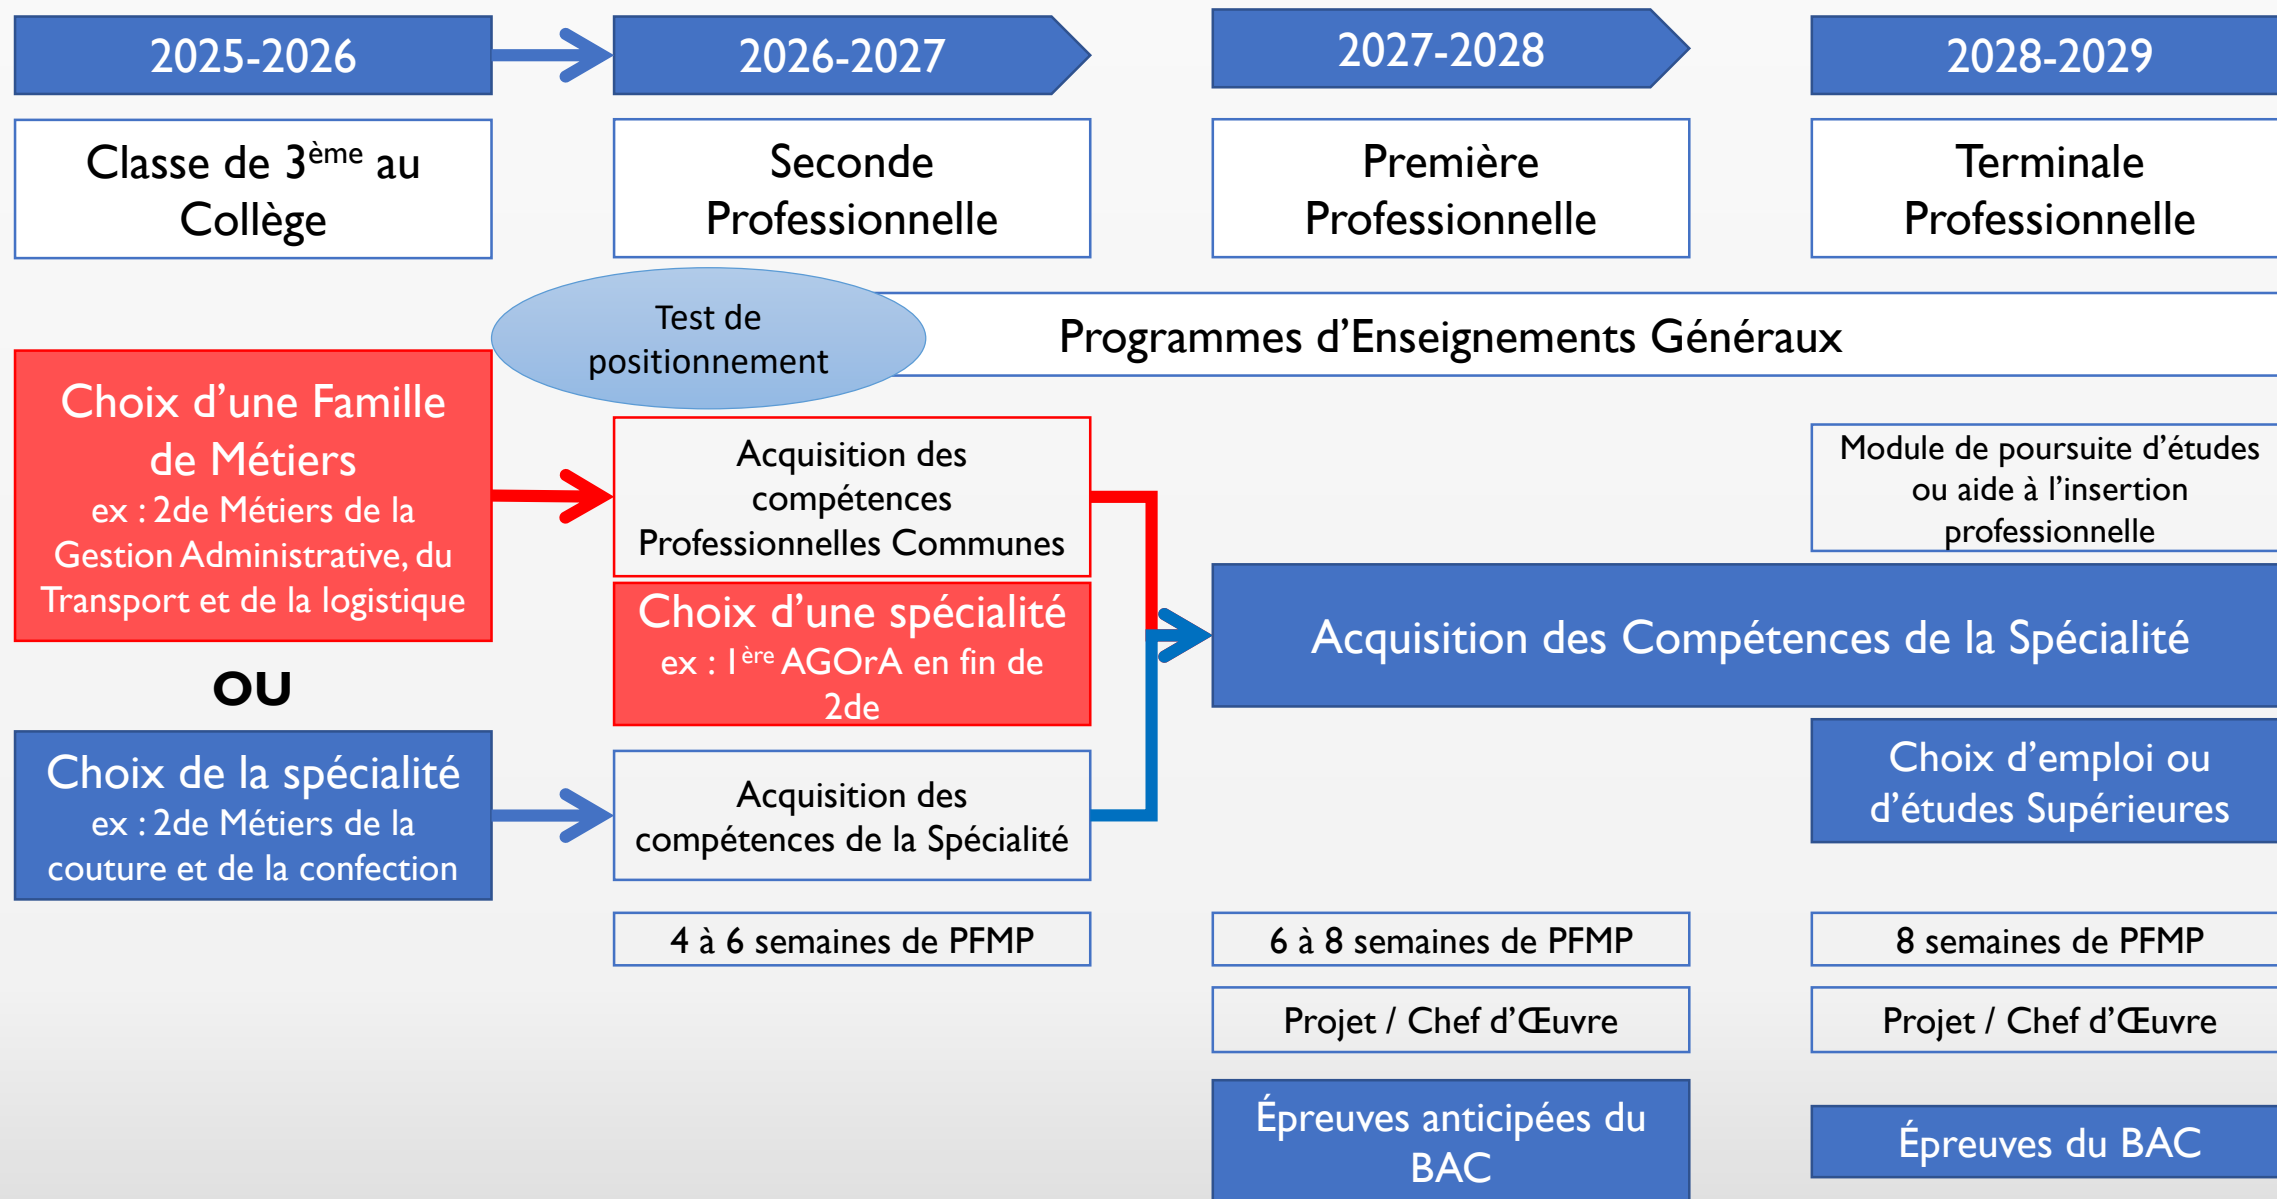 2025-2026
2026-2027
2027-2028
2028-2029
Classe de 3ème au
Collège
Seconde
Professionnelle
Première
Professionnelle
Terminale
Professionnelle
Test de
positionnement
Programmes d’Enseignements Généraux
Choix d’une Famille
de Métiers
ex : 2de Métiers de la
Gestion Administrative, du
Transport et de la logistique
Acquisition des
compétences
Professionnelles Communes
Module de poursuite d’études
ou aide à l’insertion
professionnelle
Choix d’une spécialité
ex : 1ère AGOrA en fin de
2de
Acquisition des Compétences de la Spécialité
OU
Choix de la spécialité
ex : 2de Métiers de la
couture et de la confection
Acquisition des
compétences de la Spécialité
Choix d’emploi ou
d’études Supérieures
4 à 6 semaines de PFMP
6 à 8 semaines de PFMP
8 semaines de PFMP
Projet / Chef d’Œuvre
Projet / Chef d’Œuvre
Épreuves anticipées du
BAC
Épreuves du BAC